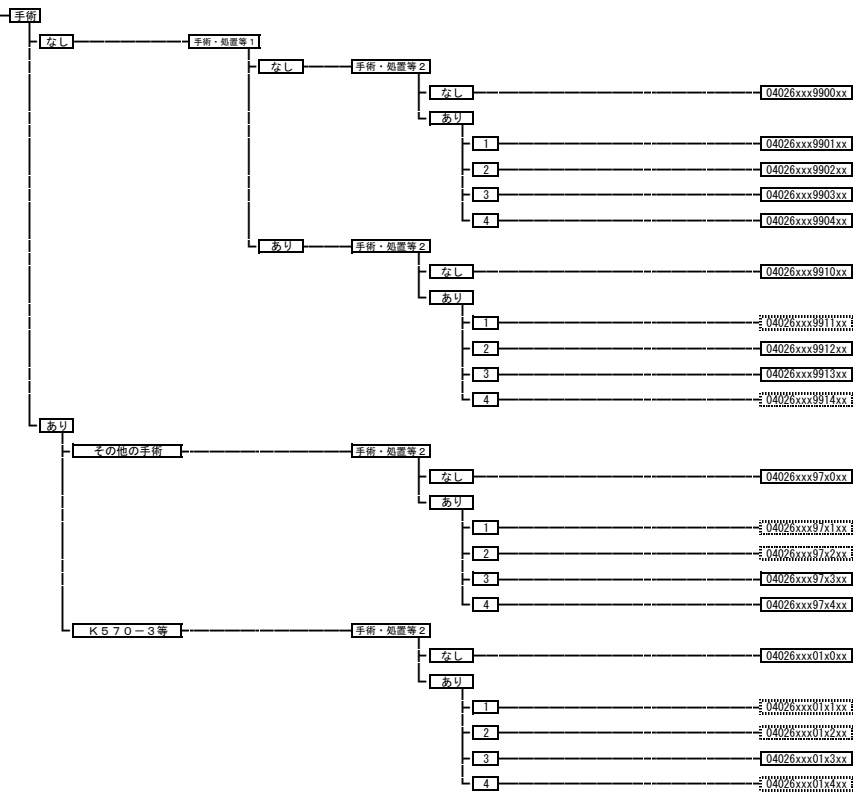 手術
なし
手術・処置等1
なし
手術・処置等2
なし
04026xxx9900xx
あり
1
04026xxx9901xx
2
04026xxx9902xx
3
04026xxx9903xx
4
04026xxx9904xx
あり
手術・処置等2
なし
04026xxx9910xx
あり
1
04026xxx9911xx
2
04026xxx9912xx
3
04026xxx9913xx
4
04026xxx9914xx
あり
その他の手術
手術・処置等2
なし
04026xxx97x0xx
あり
1
04026xxx97x1xx
2
04026xxx97x2xx
3
04026xxx97x3xx
4
04026xxx97x4xx
K570-3等
手術・処置等2
なし
04026xxx01x0xx
あり
1
04026xxx01x1xx
2
04026xxx01x2xx
3
04026xxx01x3xx
4
04026xxx01x4xx